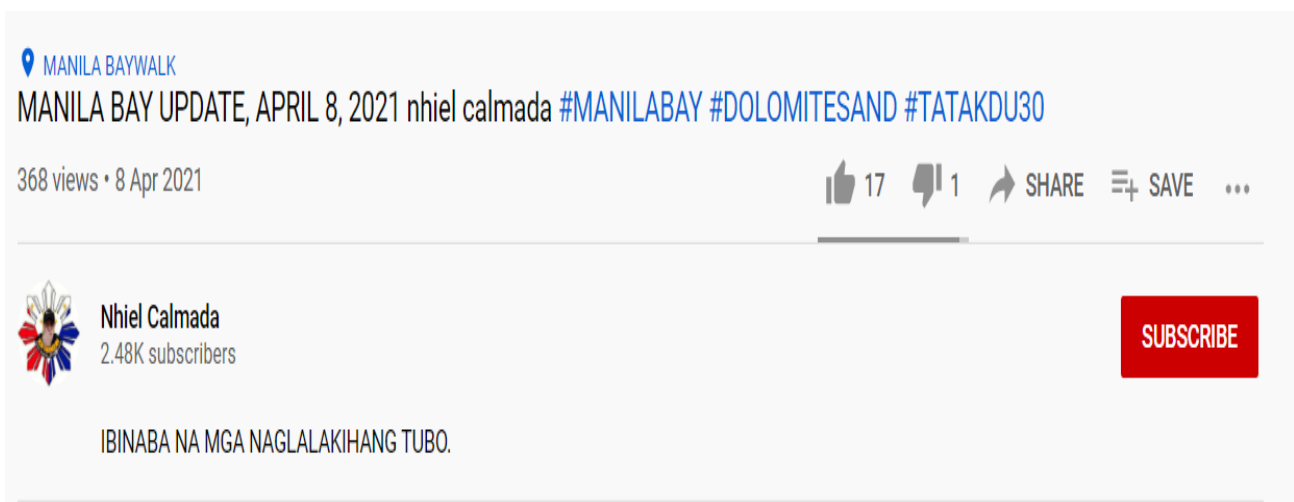 MANILA BAYWALK
MANILA BAY UPDATE, APRIL 8, 2021 nhiel calmada #MANILABAY #DOLOMITESAND #TATAKDU30
368 views • 8 Apr 2021
17 1 SHARE SAVE ...
Nhiel Calmada
2.48K subscribers
SUBSCRIBE
IBINABA NA MGA NAGLALAKIHANG TUBO.